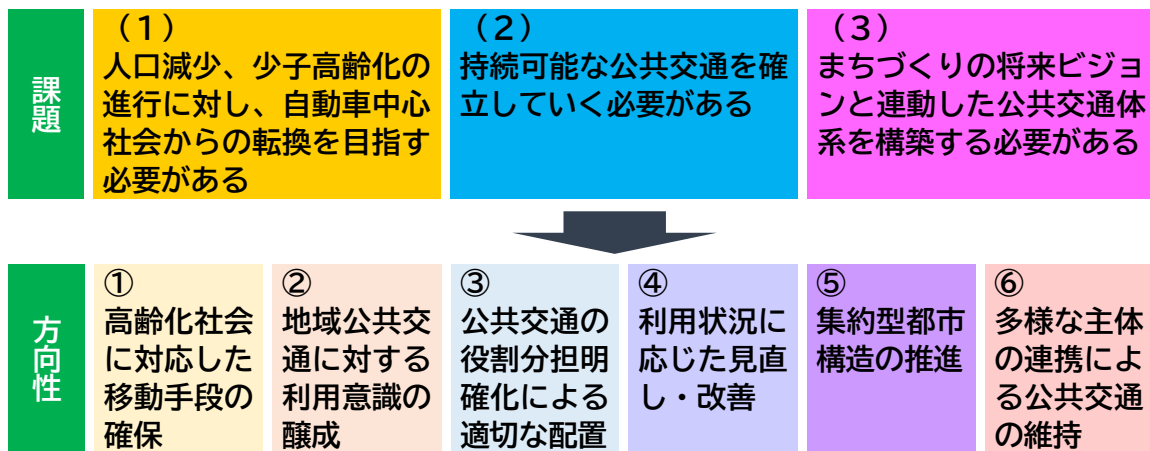 課題
（1）
人口減少、少子高齢化の
進行に対し、自動車中心
社会からの転換を目指す
必要がある
（2）
持続可能な公共交通を確
立していく必要がある
（3）
まちづくりの将来ビジョ
ンと連動した公共交通体
系を構築する必要がある
方向性
①
高齢化社会
に対応した
移動手段の
確保
②
地域公共交
通に対する
利用意識の
醸成
③
公共交通の
役割分担明
確化による
適切な配置
④
利用状況に
応じた見直
し・改善
⑤
集約型都市
構造の推進
⑥
多様な主体
の連携によ
る公共交通
の維持